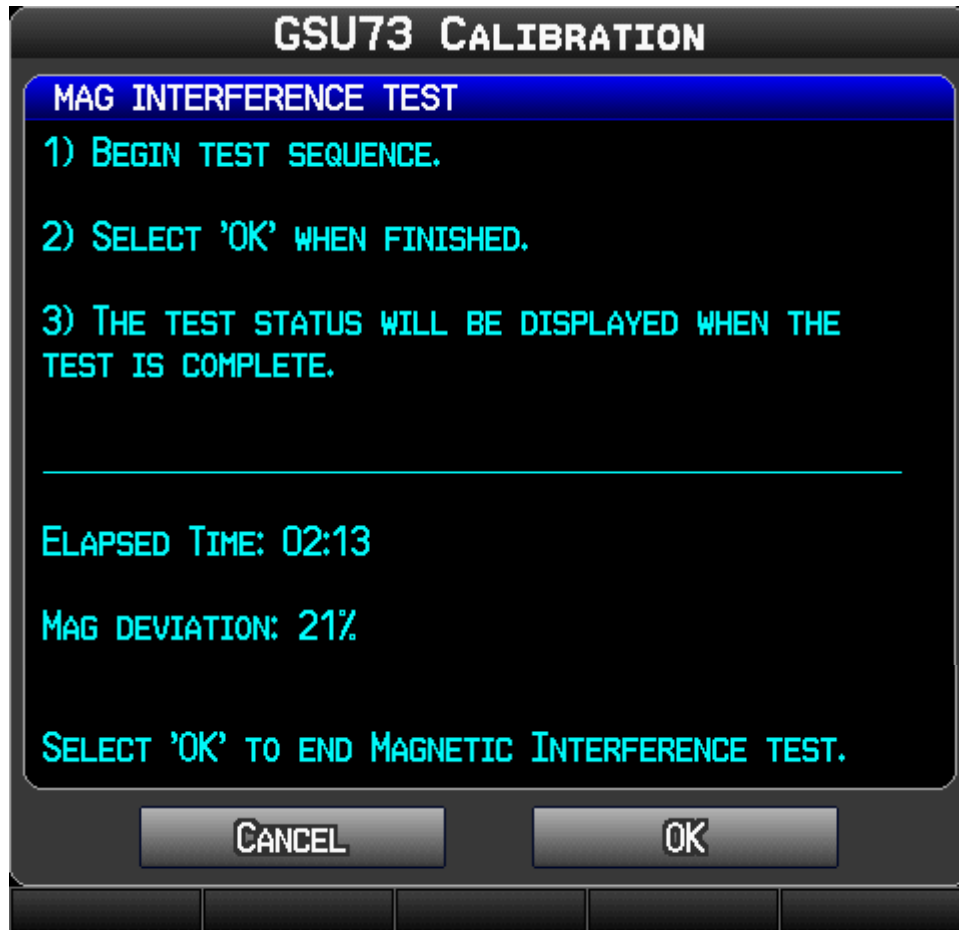 GSU73 Calibration
MAG INTERFERENCE TEST
1) Begin test sequence.
2) Select 'OK' when finished.
3) The test status will be displayed when the
test is complete.
Elapsed Time: 02:13
Mag deviation: 21%
Select 'OK' to end Magnetic Interference test.
Cancel
OK